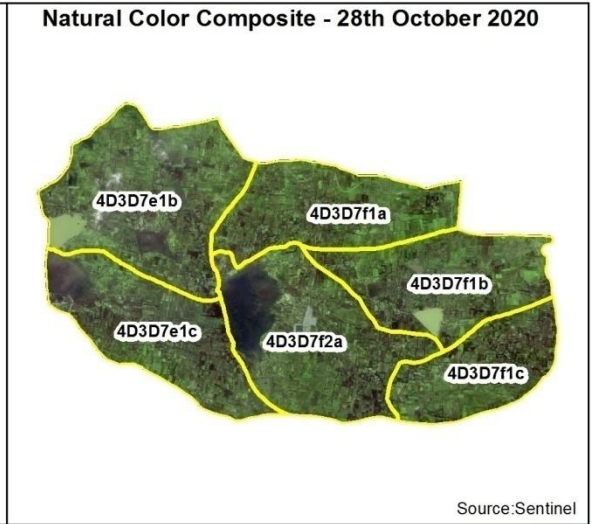 Natural Color Composite - 28th October 2020
4D3D7e1b
4D3D7f1a
4D3D7f1b
4D3D7e1c
4D3D7f2a
4D3D7f1c
Source:Sentinel